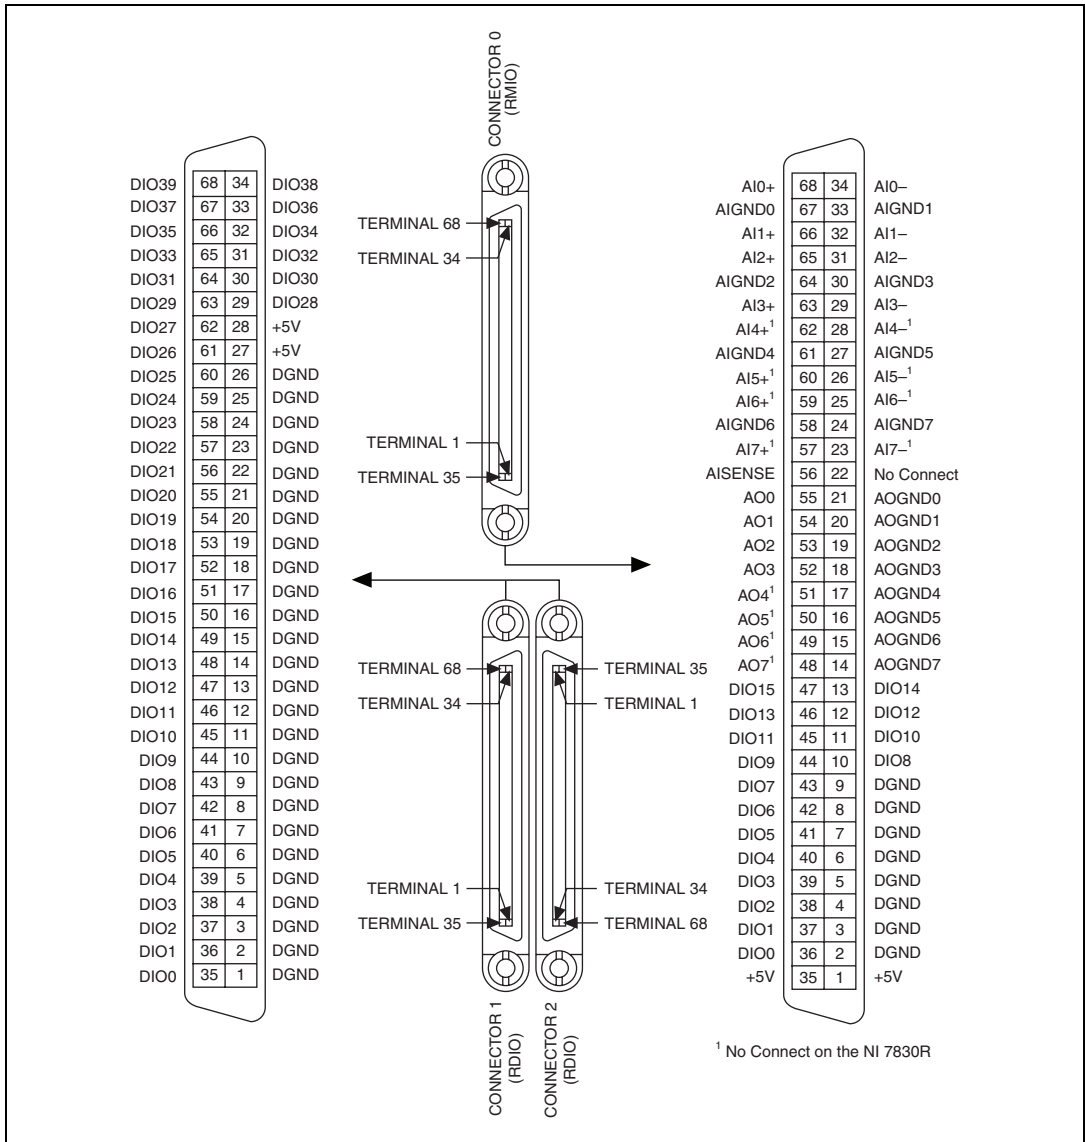 CONNECTOR 0
(RMIO)
DIO39 68 34 DIO38
DIO37 67 33 DIO36
DIO35 66 32 DIO34
DIO33 65 31 DIO32
DIO31 64 30 DIO30
DIO29 63 29 DIO28
DIO27 62 28 +5V
DIO26 61 27 +5V
DIO25 60 26 DGND
DIO24 59 25 DGND
DIO23 58 24 DGND
DIO22 57 23 DGND
DIO21 56 22 DGND
DIO20 55 21 DGND
DIO19 54 20 DGND
DIO18 53 19 DGND
DIO17 52 18 DGND
DIO16 51 17 DGND
DIO15 50 16 DGND
DIO14 49 15 DGND
DIO13 48 14 DGND
DIO12 47 13 DGND
DIO11 46 12 DGND
DIO10 45 11 DGND
DIO9 44 10 DGND
DIO8 43 9 DGND
DIO7 42 8 DGND
DIO6 41 7 DGND
DIO5 40 6 DGND
DIO4 39 5 DGND
DIO3 38 4 DGND
DIO2 37 3 DGND
DIO1 36 2 DGND
DIO0 35 1 DGND
TERMINAL 68
TERMINAL 34
TERMINAL 1
TERMINAL 35
TERMINAL 68
TERMINAL 34
TERMINAL 1
TERMINAL 35
TERMINAL 35
TERMINAL 1
TERMINAL 34
TERMINAL 68
CONNECTOR 1
(RDIO)
CONNECTOR 2
(RDIO)
AI0+ 68 34 AI0–
AIGND0 67 33 AIGND1
AI1+ 66 32 AI1–
AI2+ 65 31 AI2–
AIGND2 64 30 AIGND3
AI3+ 63 29 AI3–
AI4+¹ 62 28 AI4–¹
AIGND4 61 27 AIGND5
AI5+¹ 60 26 AI5–¹
AI6+¹ 59 25 AI6–¹
AIGND6 58 24 AIGND7
AI7+¹ 57 23 AI7–¹
AISENSE 56 22 No Connect
AO0 55 21 AOGND0
AO1 54 20 AOGND1
AO2 53 19 AOGND2
AO3 52 18 AOGND3
AO4¹ 51 17 AOGND4
AO5¹ 50 16 AOGND5
AO6¹ 49 15 AOGND6
AO7¹ 48 14 AOGND7
DIO15 47 13 DIO14
DIO13 46 12 DIO12
DIO11 45 11 DIO10
DIO9 44 10 DIO8
DIO7 43 9 DGND
DIO6 42 8 DGND
DIO5 41 7 DGND
DIO4 40 6 DGND
DIO3 39 5 DGND
DIO2 38 4 DGND
DIO1 37 3 DGND
DIO0 36 2 DGND
+5V 35 1 +5V
¹ No Connect on the NI 7830R